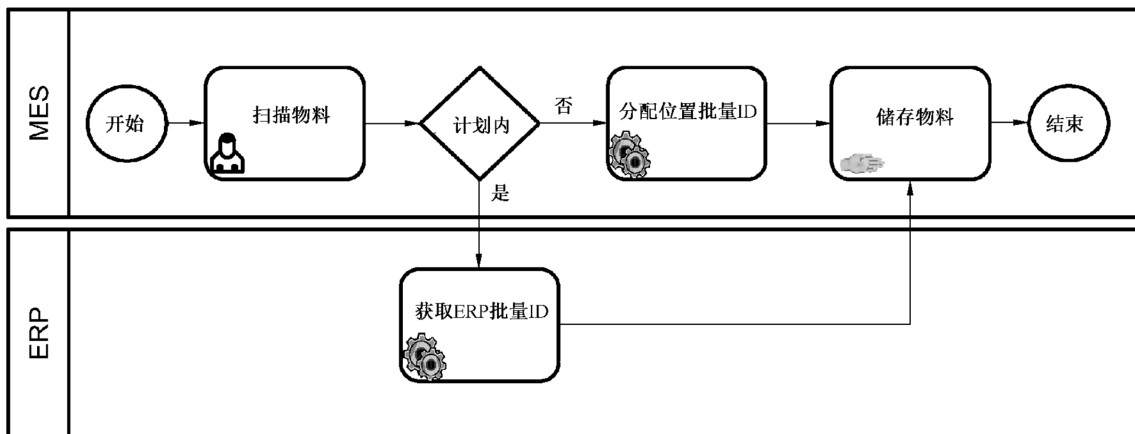 MES
开始
扫描物料
计划内
否
分配位置批量ID
储存物料
结束
是
ERP
获取ERP批量ID